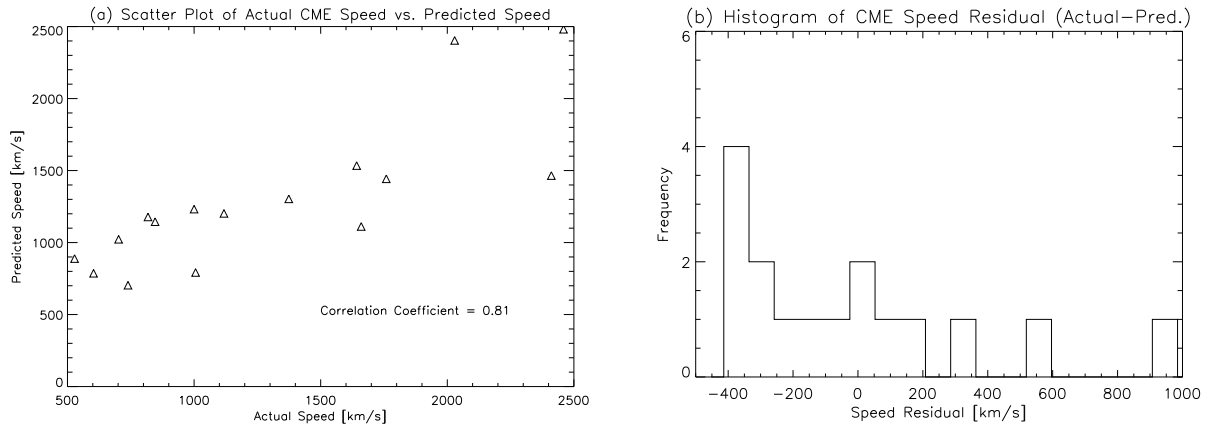 (a) Scatter Plot of Actual CME Speed vs. Predicted Speed
2500
2000
1500
1000
500
0
Predicted Speed [km/s]
Correlation Coefficient = 0.81
500 1000 1500 2000 2500
Actual Speed [km/s]
(b) Histogram of CME Speed Residual (Actual-Pred.)
6
4
2
0
Frequency
-400 -200 0 200 400 600 800 1000
Speed Residual [km/s]